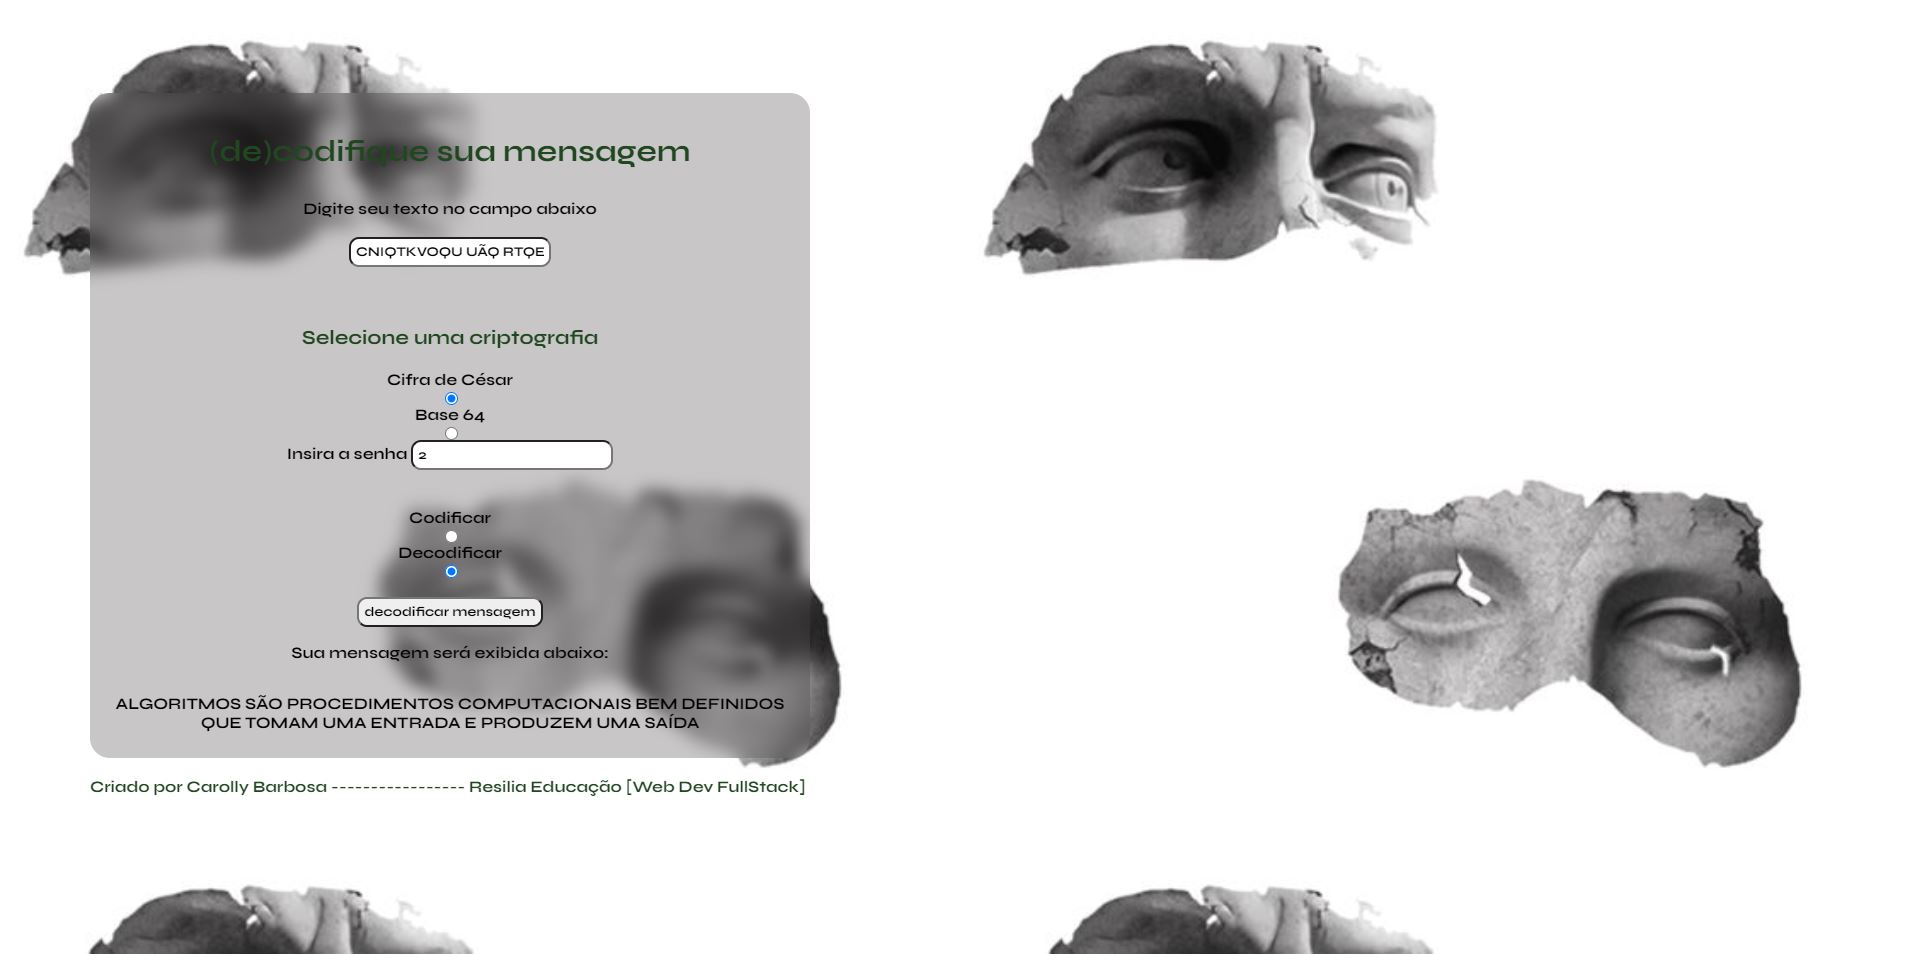 (de)codifique sua mensagem
Digite seu texto no campo abaixo
CNIQTKVOQU UÃQ RTQE
Selecione uma criptografia
Cifra de César
Base 64
Insira a senha 2
Codificar
Decodificar
decodificar mensagem
Sua mensagem será exibida abaixo:
ALGORITMOS SÃO PROCEDIMENTOS COMPUTACIONAIS BEM DEFINIDOS
QUE TOMAM UMA ENTRADA E PRODUZEM UMA SAÍDA
Criado por Carolly Barbosa ----------------- Resilia Educação [Web Dev FullStack]